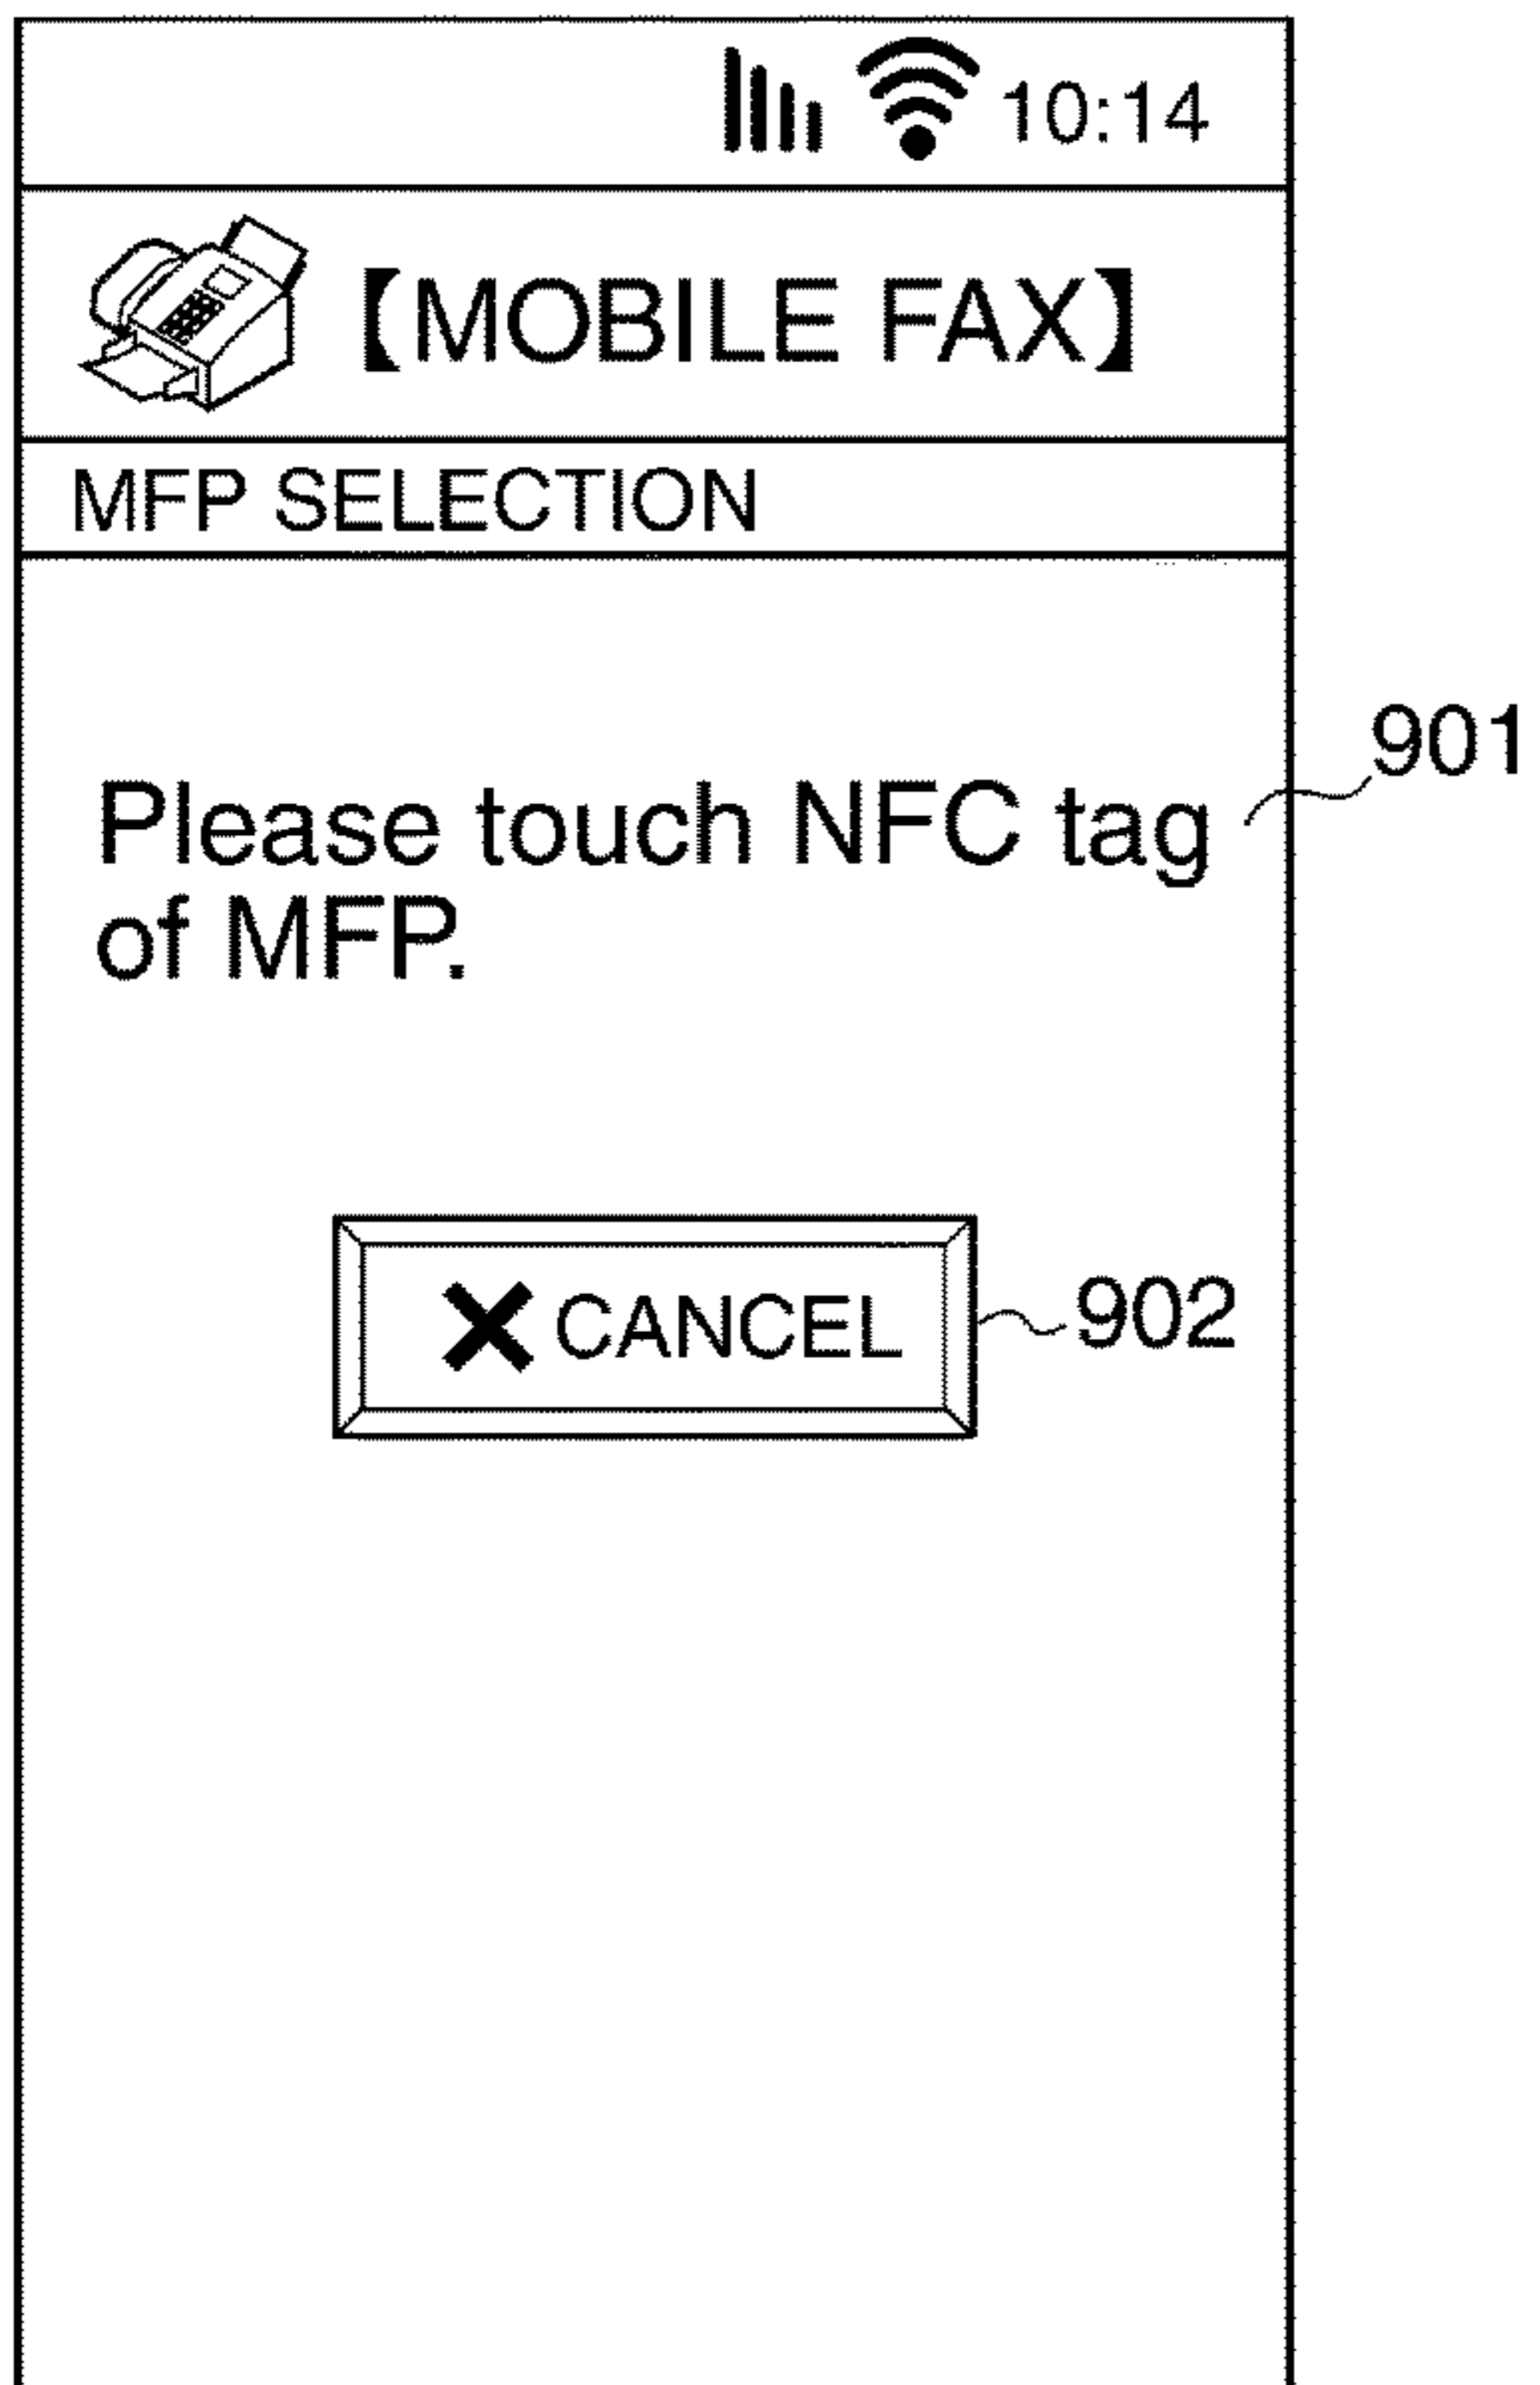 10:14
【MOBILE FAX】
MFP SELECTION
901
Please touch NFC tag
of MFP.
CANCEL 902